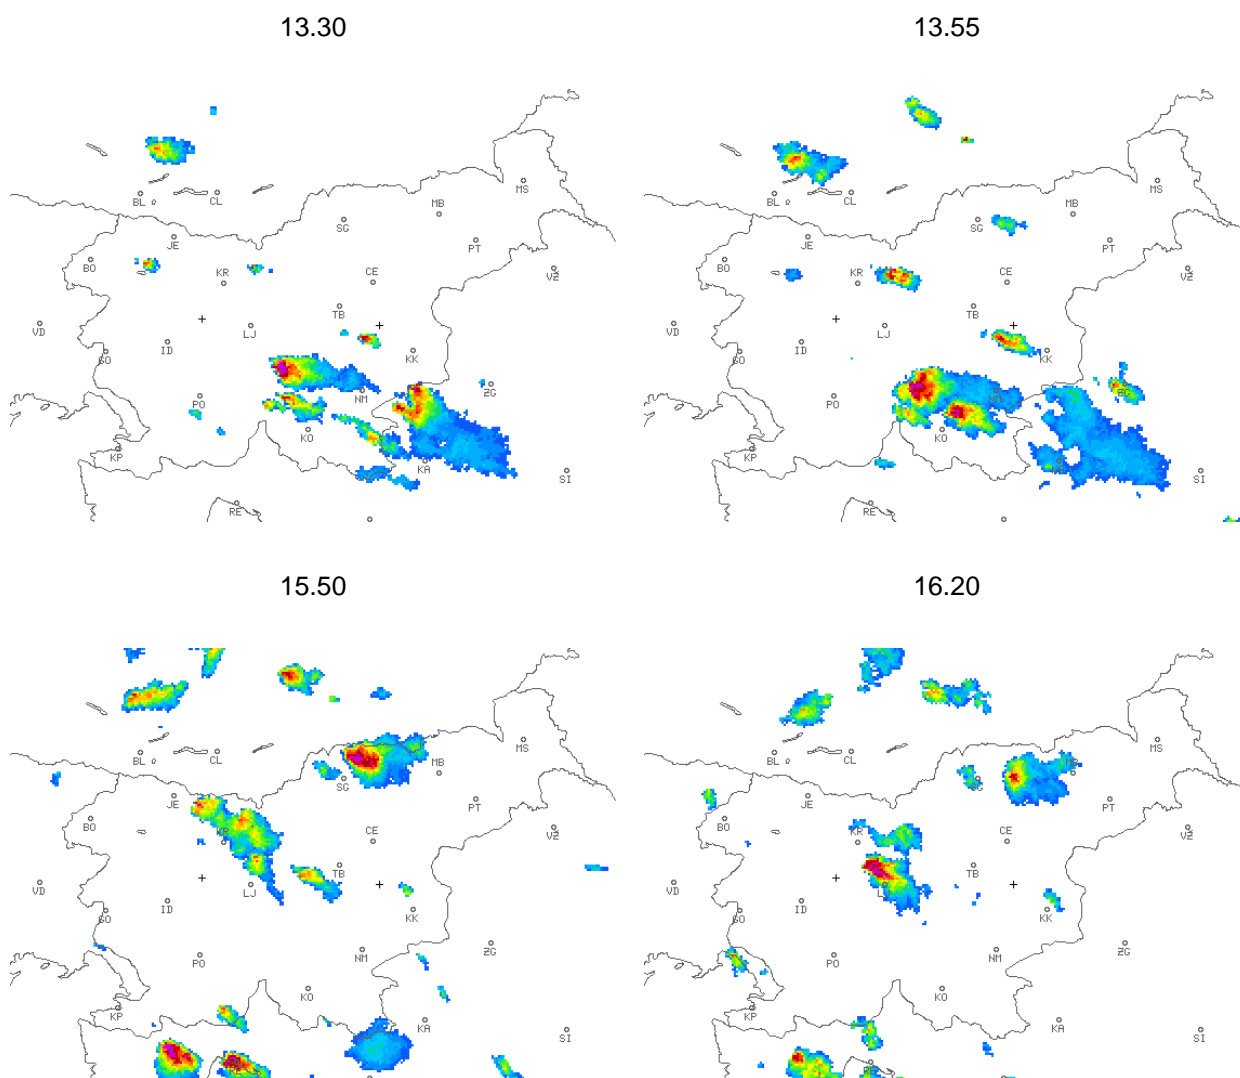 13.30
13.55
BL
CL
MS
MB
SG
JE
PT
BO
KR
CE
VŽ
TB
VD
LJ
ID
GO
KK
NM
ZG
PO
KO
KP
KA
SI
RE
BL
CL
MS
MB
SG
JE
PT
BO
KR
CE
VŽ
TB
VD
LJ
ID
GO
KK
NM
ZG
PO
KO
KP
KA
SI
RE
15.50
16.20
BL
CL
MS
MB
SG
JE
PT
BO
KR
CE
VŽ
TB
VD
LJ
ID
GO
KK
NM
ZG
PO
KO
KP
KA
SI
BL
CL
MS
MB
SG
JE
PT
BO
KR
CE
VŽ
TB
VD
LJ
ID
GO
KK
NM
ZG
PO
KO
KP
KA
SI